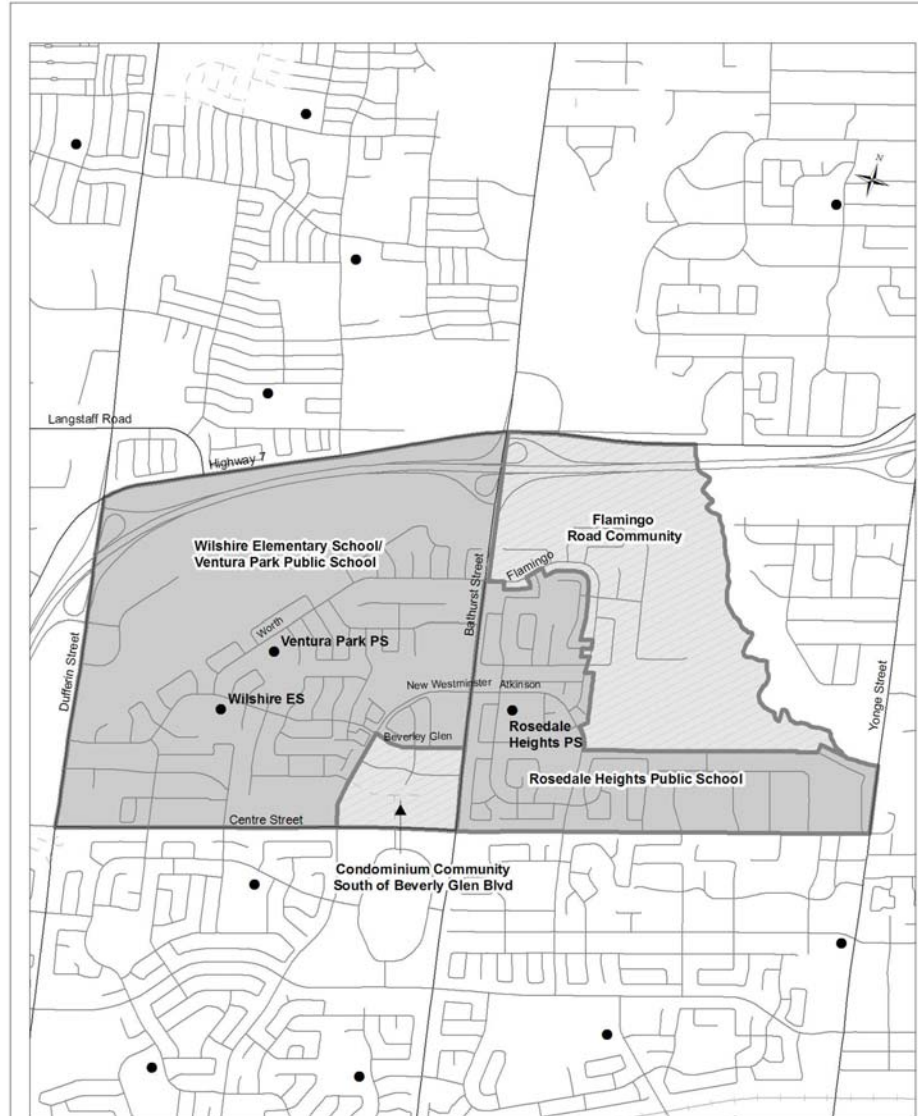 N
Langstaff Road
Highway 7
Wilshire Elementary School/
Ventura Park Public School
Flamingo
Road Community
Flamingo
Bathurst Street
Worth
Ventura Park PS
Dufferin Street
Yonge Street
New Westminster
Atkinson
Wilshire ES
Rosedale
Heights PS
Beverley Glen
Rosedale Heights Public School
Centre Street
Condominium Community
South of Beverly Glen Blvd